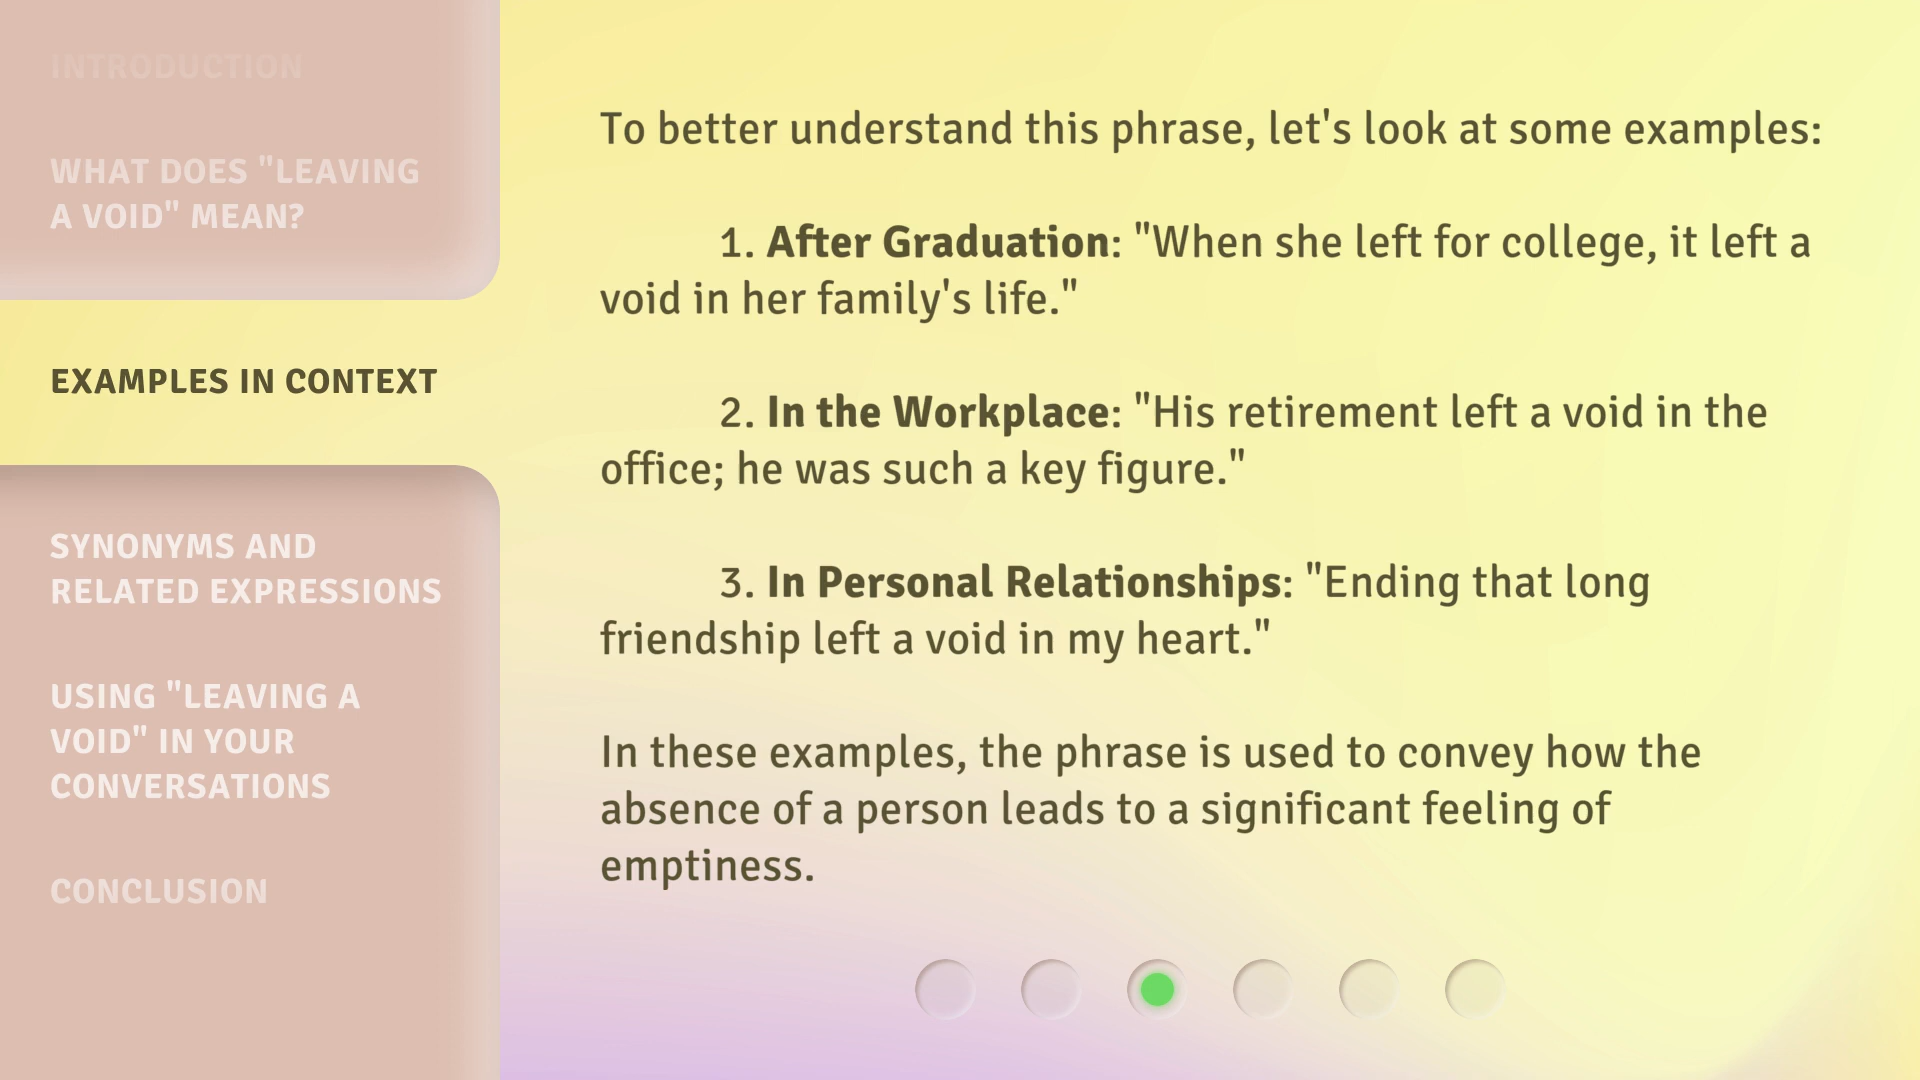 INTRODUCTION
WHAT DOES "LEAVING
A VOID" MEAN?
EXAMPLES IN CONTEXT
SYNONYMS AND
RELATED EXPRESSIONS
USING "LEAVING A
VOID" IN YOUR
CONVERSATIONS
CONCLUSION
To better understand this phrase, let's look at some examples:
1. After Graduation: "When she left for college, it left a
void in her family's life."
2. In the Workplace: "His retirement left a void in the
office; he was such a key figure."
3. In Personal Relationships: "Ending that long
friendship left a void in my heart."
In these examples, the phrase is used to convey how the
absence of a person leads to a significant feeling of
emptiness.